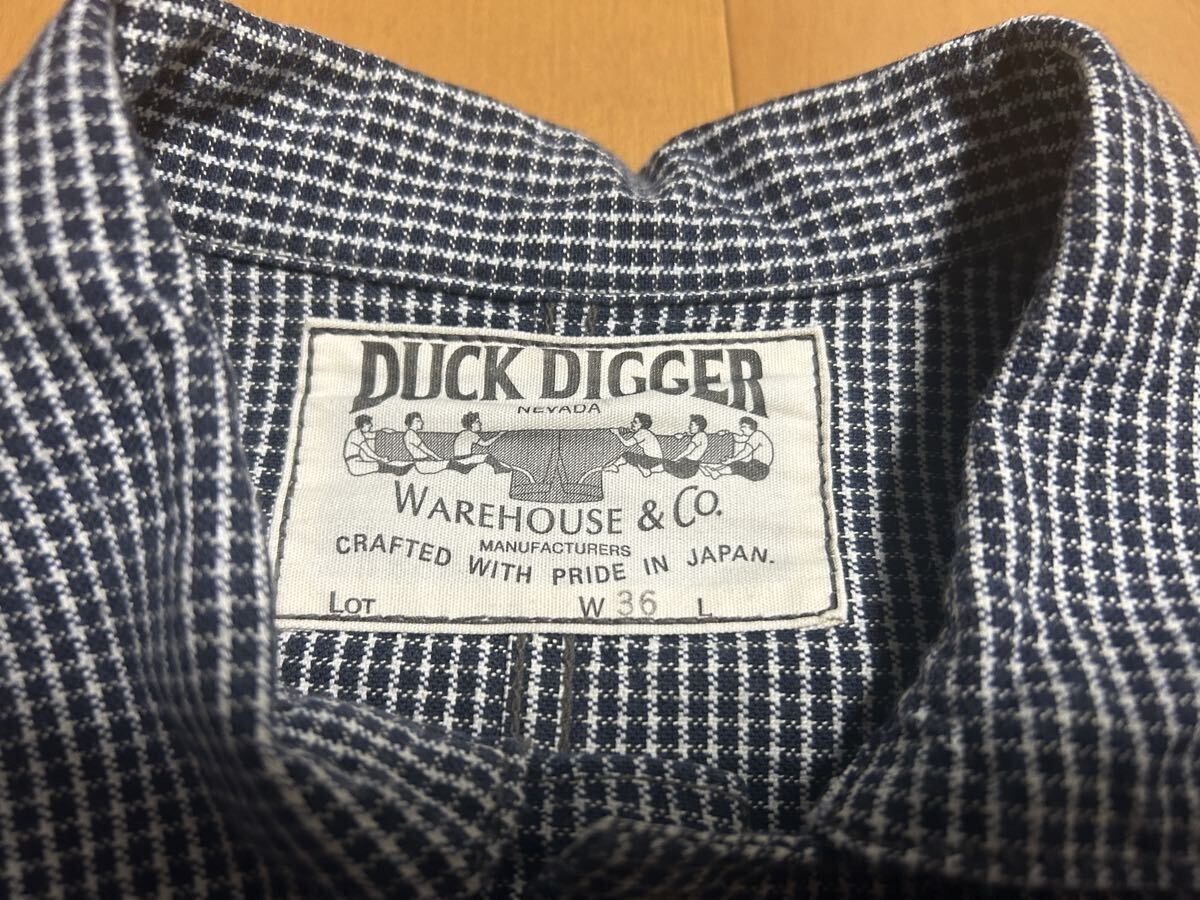 DUCK DIGGER
NEVADA
WAREHOUSE & CO.
MANUFACTURERS
CRAFTED WITH PRIDE IN JAPAN.
LOT W 36 L